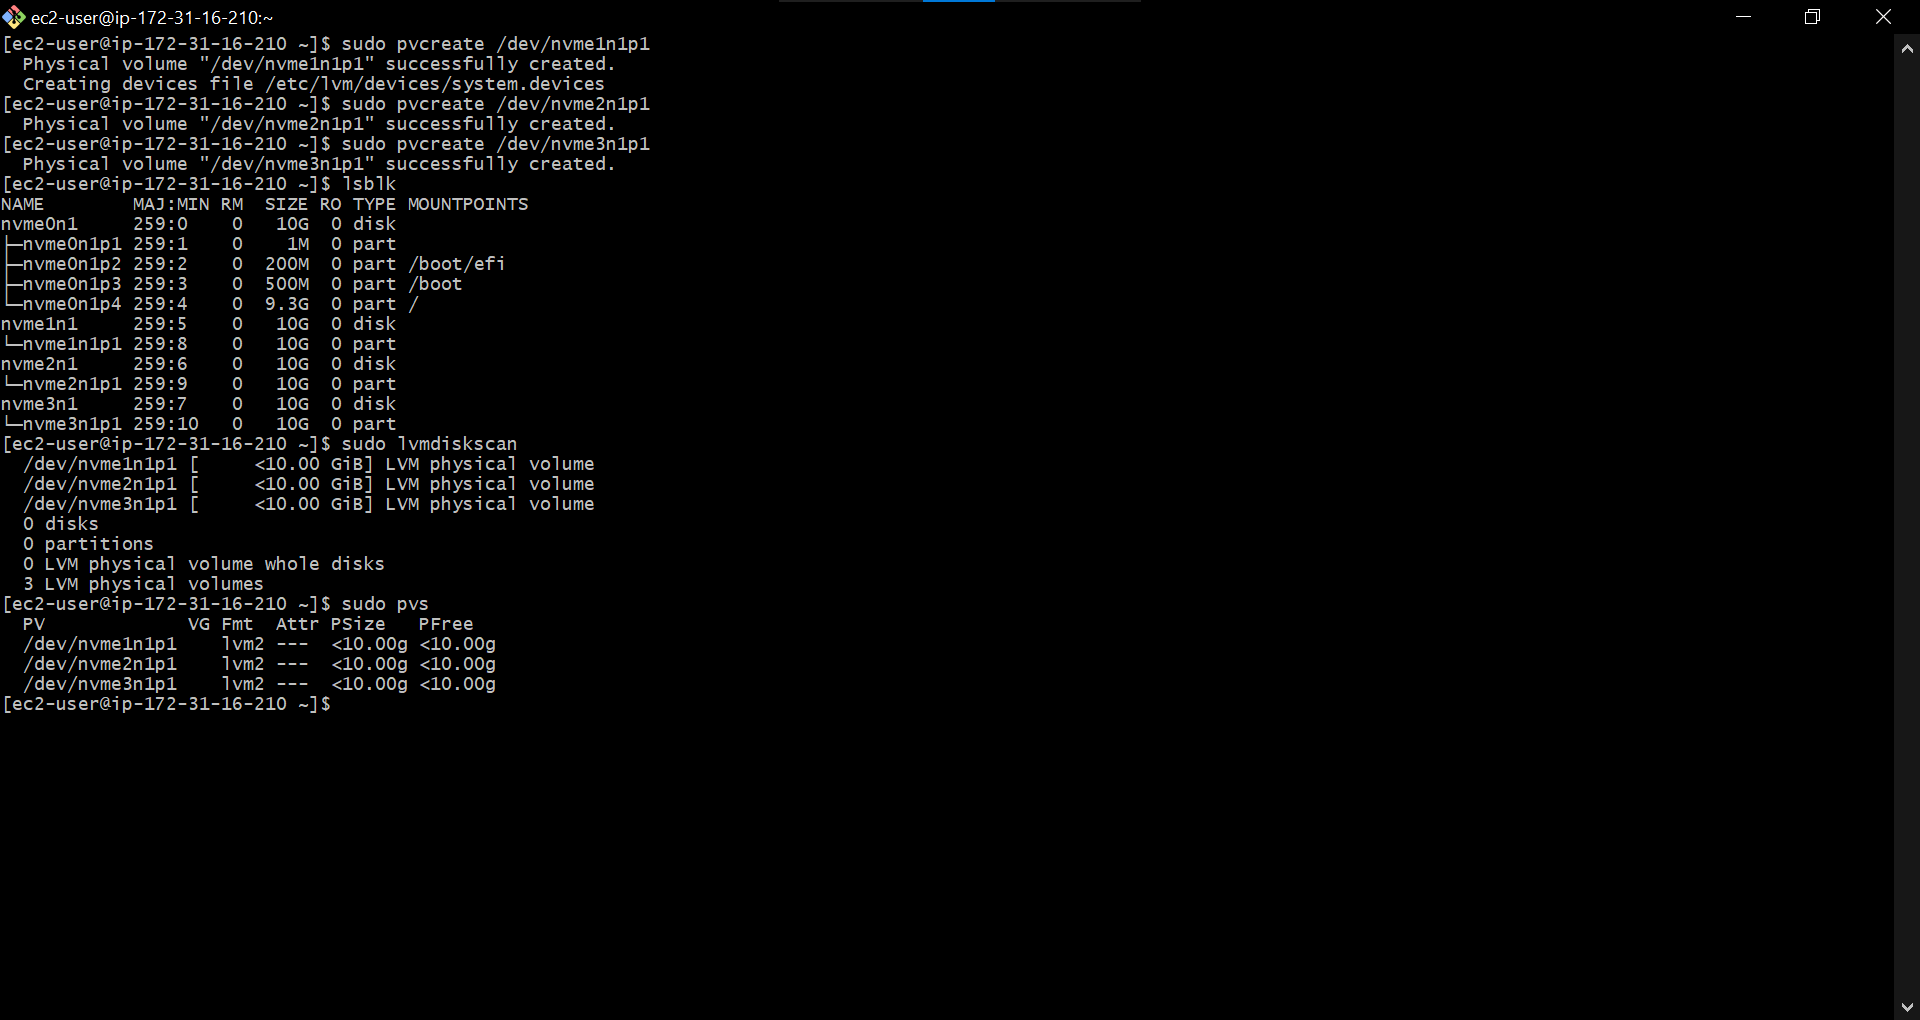 ec2-user@ip-172-31-16-210:~
[ec2-user@ip-172-31-16-210 ~]$ sudo pvcreate /dev/nvme1n1p1
  Physical volume "/dev/nvme1n1p1" successfully created.
  Creating devices file /etc/lvm/devices/system.devices
[ec2-user@ip-172-31-16-210 ~]$ sudo pvcreate /dev/nvme2n1p1
  Physical volume "/dev/nvme2n1p1" successfully created.
[ec2-user@ip-172-31-16-210 ~]$ sudo pvcreate /dev/nvme3n1p1
  Physical volume "/dev/nvme3n1p1" successfully created.
[ec2-user@ip-172-31-16-210 ~]$ lsblk
NAME        MAJ:MIN RM  SIZE RO TYPE MOUNTPOINTS
nvme0n1     259:0    0   10G  0 disk
├─nvme0n1p1 259:1    0    1M  0 part
├─nvme0n1p2 259:2    0  200M  0 part /boot/efi
├─nvme0n1p3 259:3    0  500M  0 part /boot
└─nvme0n1p4 259:4    0  9.3G  0 part /
nvme1n1     259:5    0   10G  0 disk
└─nvme1n1p1 259:8    0   10G  0 part
nvme2n1     259:6    0   10G  0 disk
└─nvme2n1p1 259:9    0   10G  0 part
nvme3n1     259:7    0   10G  0 disk
└─nvme3n1p1 259:10   0   10G  0 part
[ec2-user@ip-172-31-16-210 ~]$ sudo lvmdiskscan
  /dev/nvme1n1p1 [     <10.00 GiB] LVM physical volume
  /dev/nvme2n1p1 [     <10.00 GiB] LVM physical volume
  /dev/nvme3n1p1 [     <10.00 GiB] LVM physical volume
  0 disks
  0 partitions
  0 LVM physical volume whole disks
  3 LVM physical volumes
[ec2-user@ip-172-31-16-210 ~]$ sudo pvs
  PV             VG Fmt  Attr PSize   PFree
  /dev/nvme1n1p1    lvm2 ---  <10.00g <10.00g
  /dev/nvme2n1p1    lvm2 ---  <10.00g <10.00g
  /dev/nvme3n1p1    lvm2 ---  <10.00g <10.00g
[ec2-user@ip-172-31-16-210 ~]$